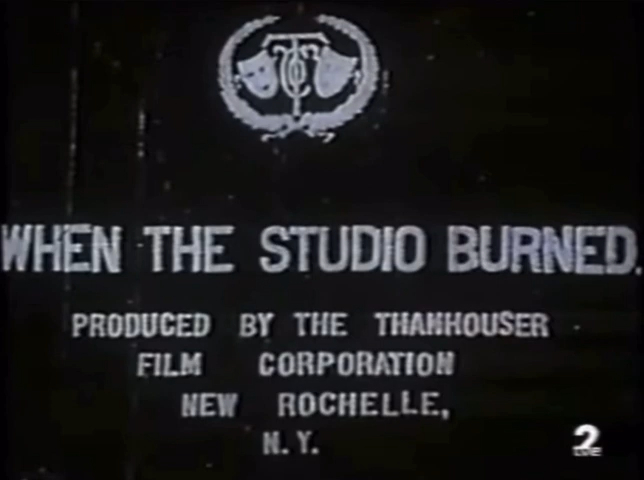 WHEN THE STUDIO BURNED.
PRODUCED BY THE THANHOUSER
FILM CORPORATION
NEW ROCHELLE,
N.Y.
2